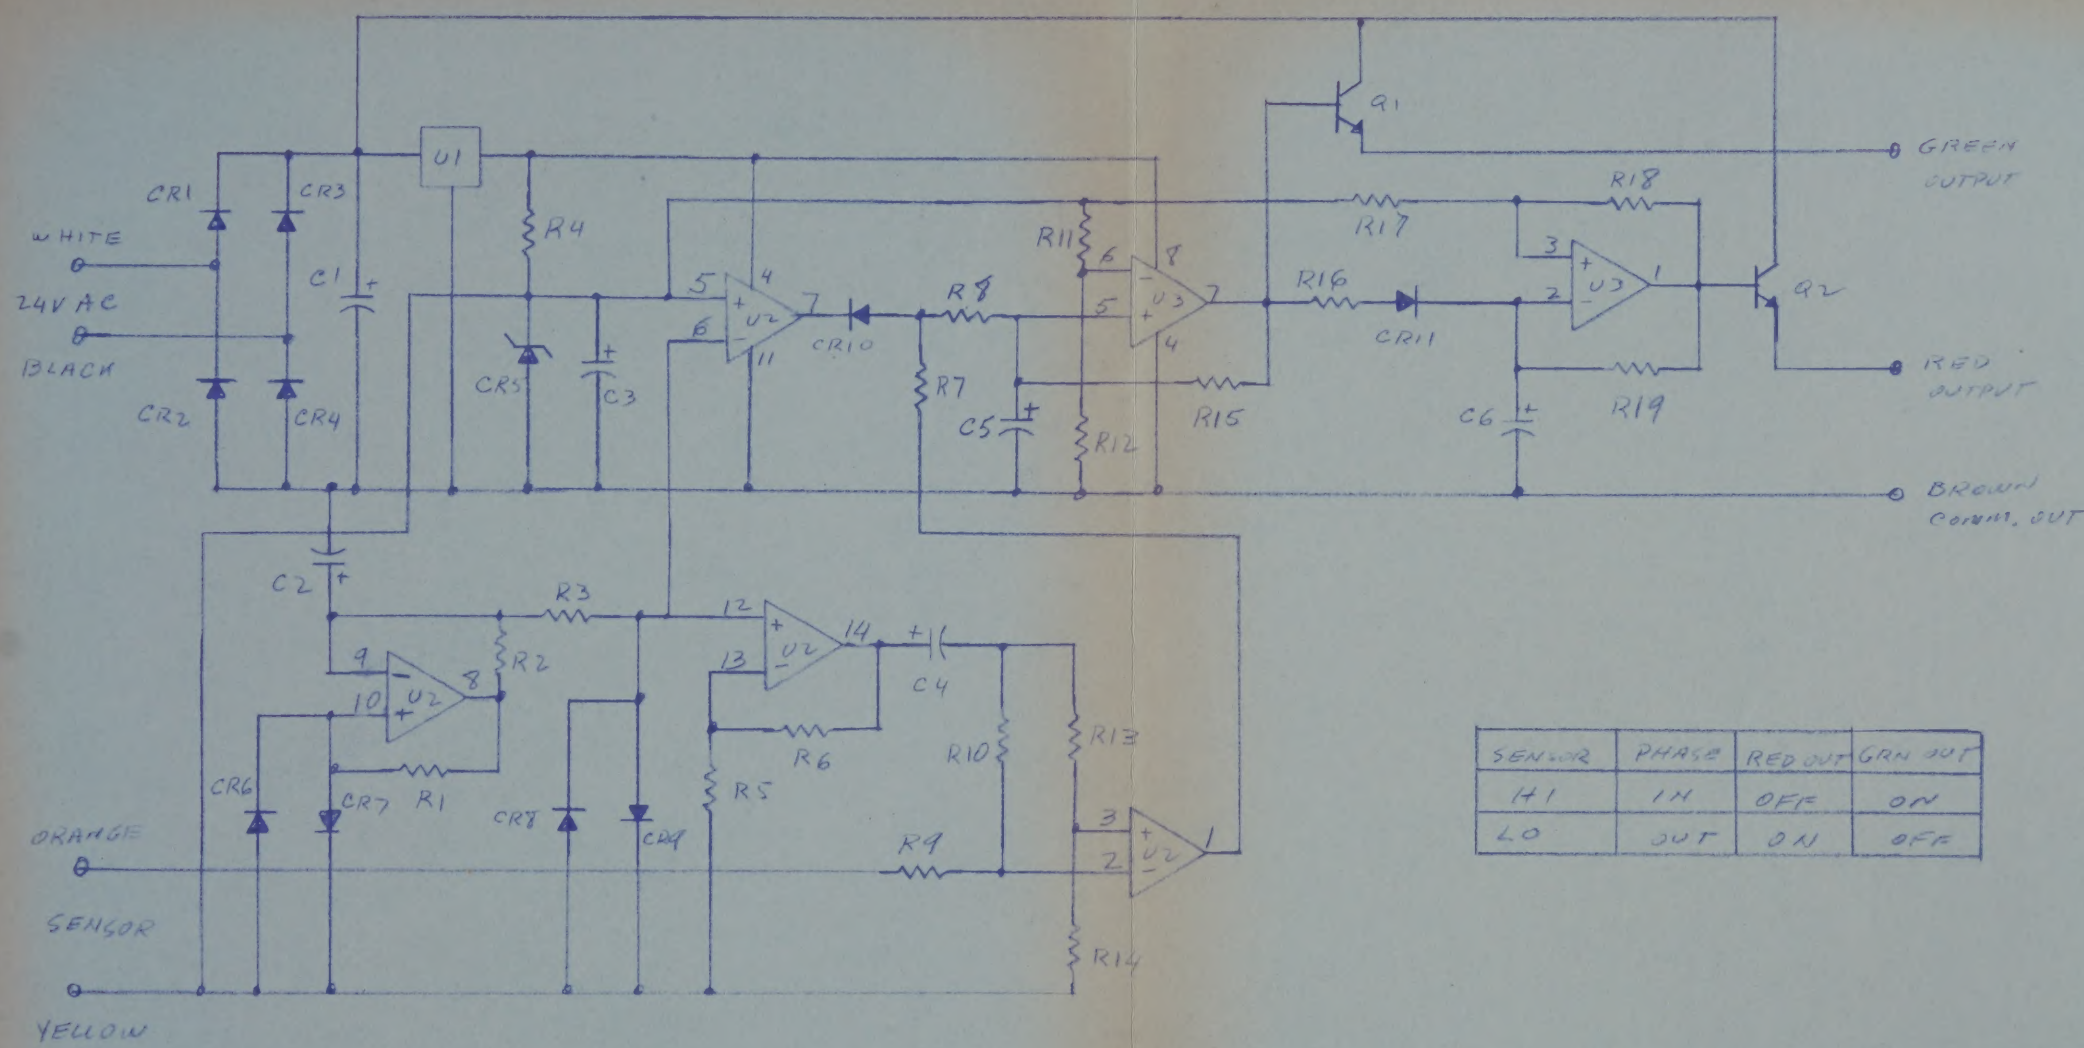 Q1
GREEN
OUTPUT
U1
CR1
CR3
R4
R18
R17
R11
WHITE
24V AC
BLACK
C1 +
5
+
6
-
U2
4
7
11
CR10
R8
R7
6
-
5
+
U3
8
7
4
R16
CR11
3
+
2
-
U3
1
Q2
RED
OUTPUT
CR2
CR4
CR5
+
C3
+
C5
R12
R15
C6 +
R19
BROWN
COMM. OUT
C2 +
R3
R2
9
-
10
+
U2
8
12
+
13
-
U2
14
+
C4
R6
R5
R10
R13
CR6
CR7
R1
CR8
CR9
ORANGE
R9
3
+
2
-
U2
1
R14
SENSOR
YELLOW
SENSOR PHASE RED OUT GRN OUT
HI IN OFF ON
LO OUT ON OFF